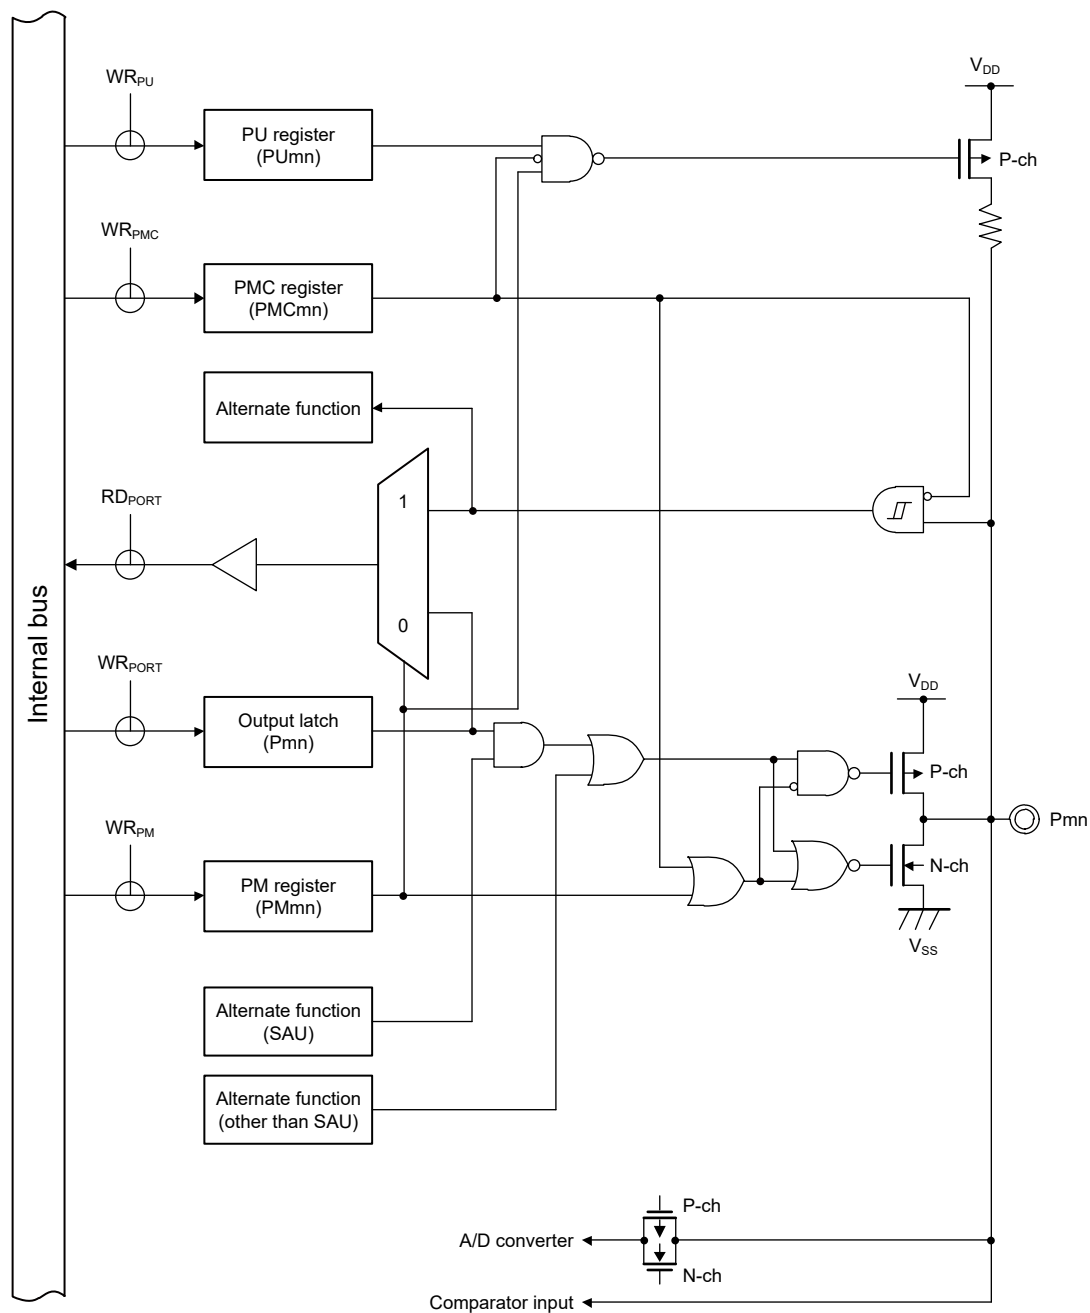 WRPU
VDD
PU register
(PUmn)
P-ch
WRPMC
PMC register
(PMCmn)
Alternate function
1
RDPORT
0
Internal bus
WRPORT
VDD
Output latch
(Pmn)
P-ch
Pmn
WRPM
N-ch
PM register
(PMmn)
VSS
Alternate function
(SAU)
Alternate function
(other than SAU)
P-ch
A/D converter
N-ch
Comparator input